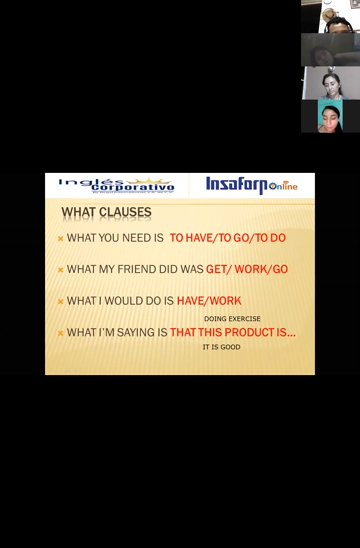 Inglés
Corporativo
Insaforp Online
WHAT CLAUSES
WHAT YOU NEED IS TO HAVE/TO GO/TO DO
WHAT MY FRIEND DID WAS GET/ WORK/GO
WHAT I WOULD DO IS HAVE/WORK
DOING EXERCISE
WHAT I'M SAYING IS THAT THIS PRODUCT IS...
IT IS GOOD